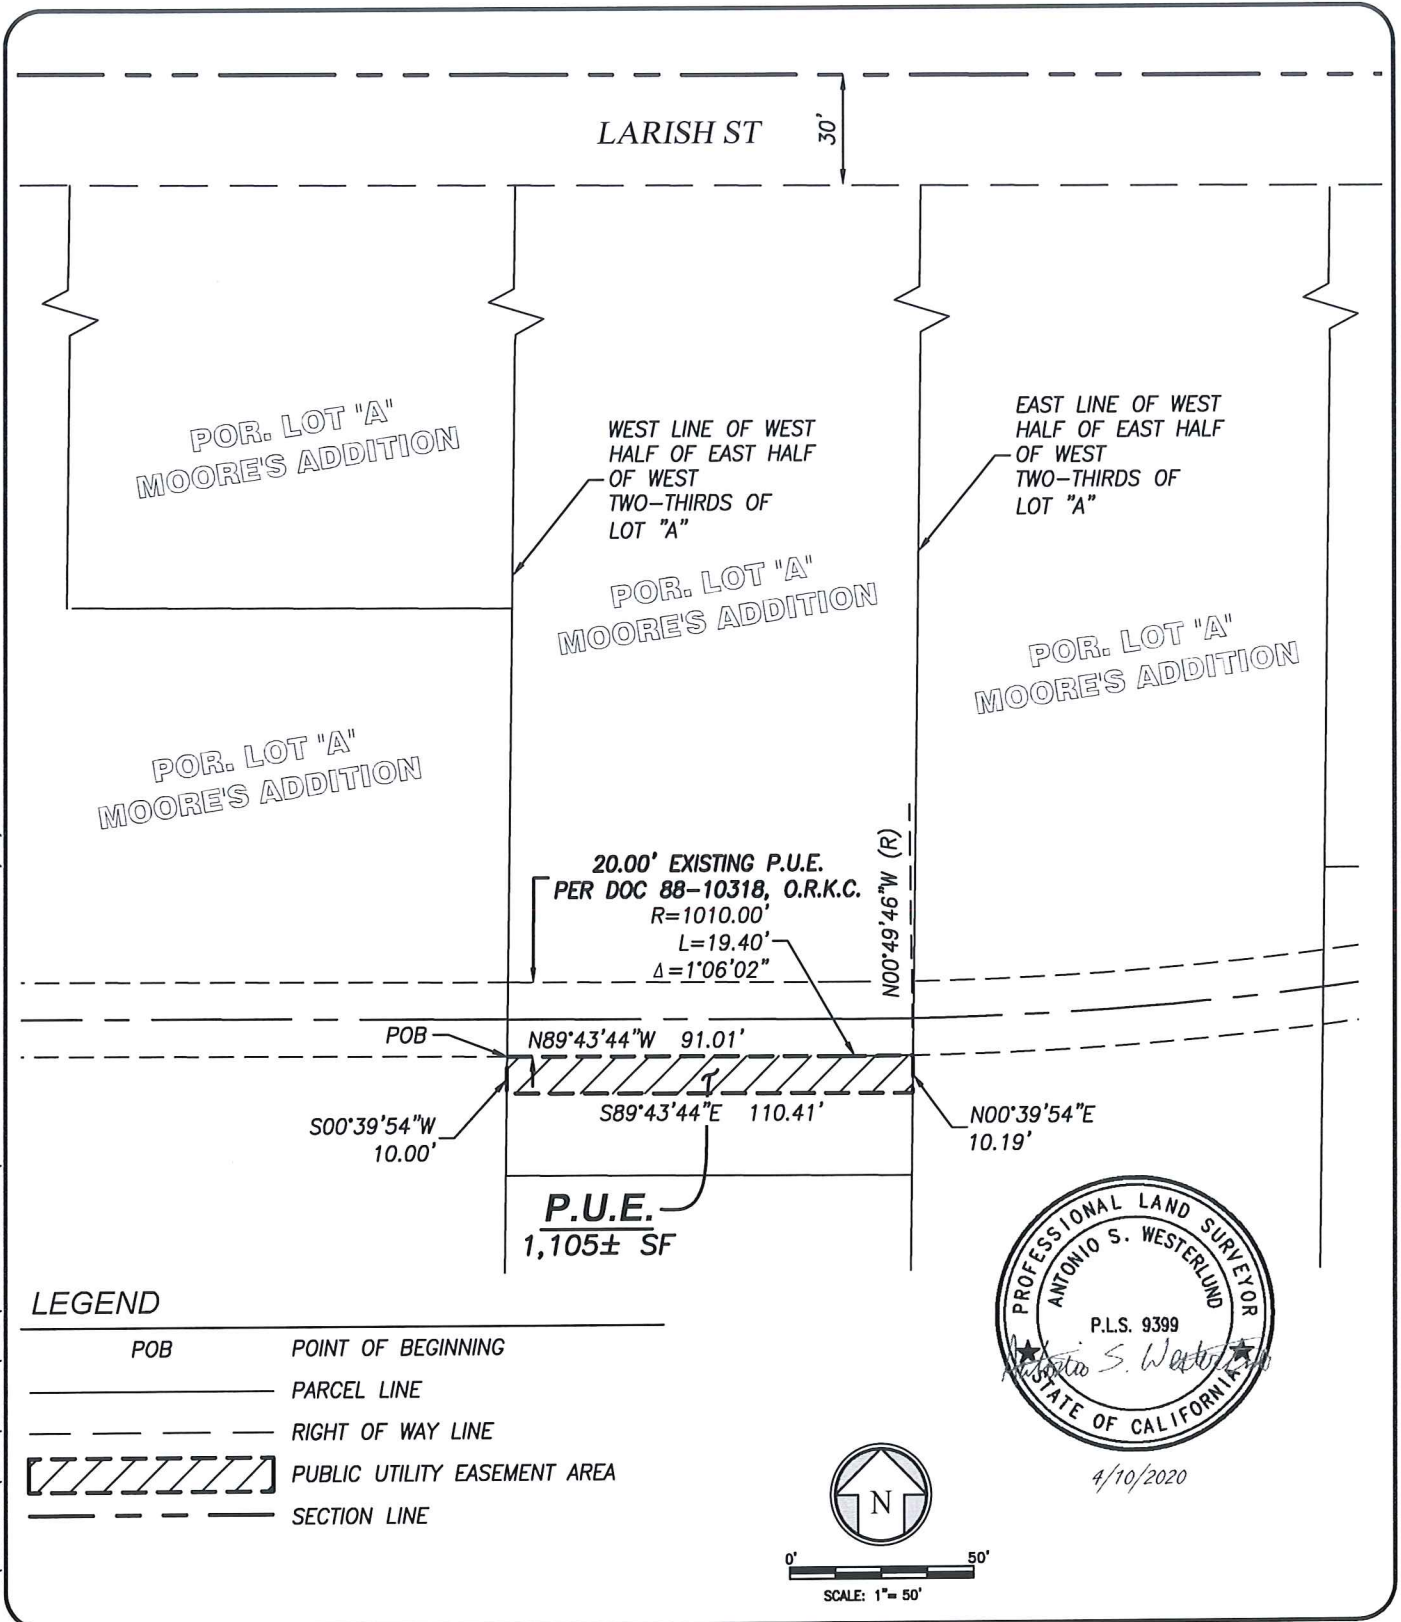 LARISH ST
30'
POR. LOT "A"
MOORE'S ADDITION
WEST LINE OF WEST
HALF OF EAST HALF
OF WEST
TWO-THIRDS OF
LOT "A"
EAST LINE OF WEST
HALF OF EAST HALF
OF WEST
TWO-THIRDS OF
LOT "A"
POR. LOT "A"
MOORE'S ADDITION
POR. LOT "A"
MOORE'S ADDITION
POR. LOT "A"
MOORE'S ADDITION
20.00' EXISTING P.U.E.
PER DOC 88-10318, O.R.K.C.
R=1010.00'
L=19.40'
Δ=1°06'02"
N00°49'46"W (R)
POB
N89°43'44"W 91.01'
S89°43'44"E 110.41'
S00°39'54"W
10.00'
N00°39'54"E
10.19'
P.U.E.
1,105± SF
PROFESSIONAL LAND SURVEYOR
ANTONIO S. WESTERLUND
P.L.S. 9399
Antonio S. Westerlund
STATE OF CALIFORNIA
4/10/2020
LEGEND
POB POINT OF BEGINNING
PARCEL LINE
RIGHT OF WAY LINE
PUBLIC UTILITY EASEMENT AREA
SECTION LINE
N
0' 50'
SCALE: 1"= 50'